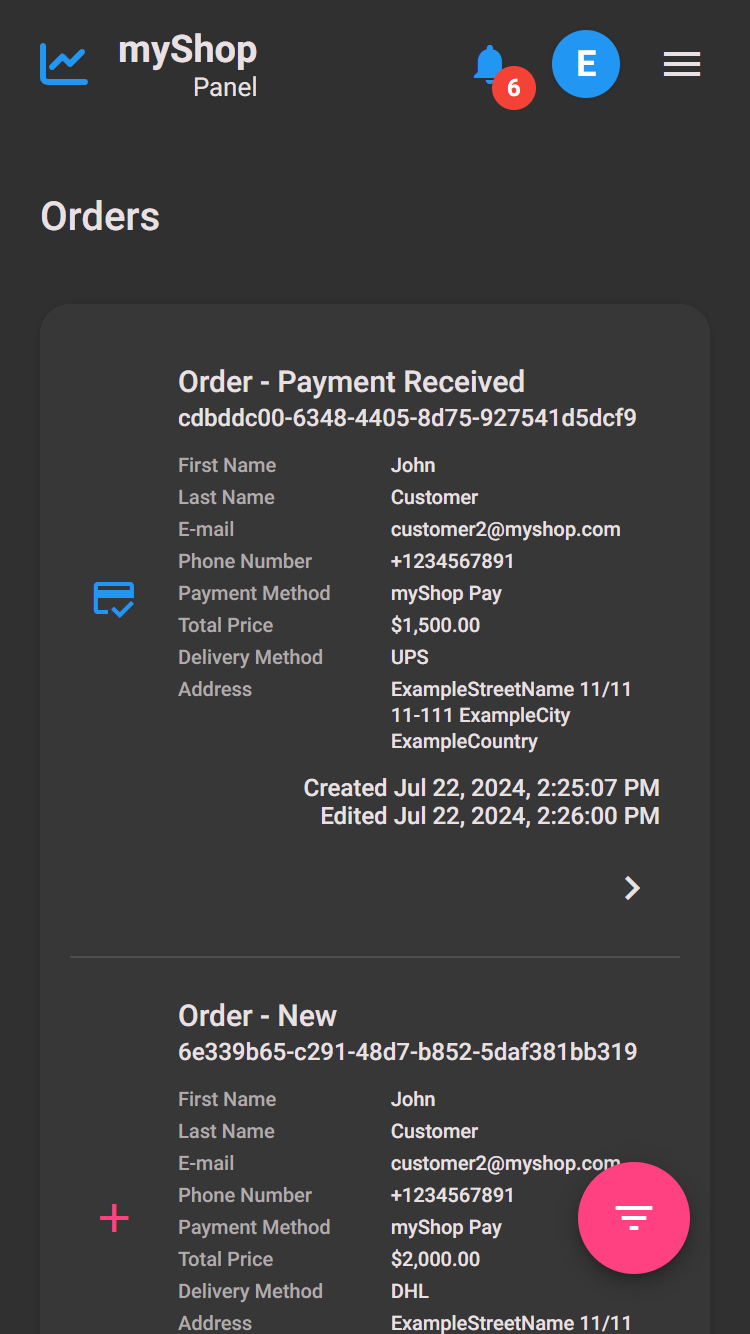 myShop
Panel
6
E
Orders
Order - Payment Received
cdbddc00-6348-4405-8d75-927541d5dcf9
First Name John
Last Name Customer
E-mail customer2@myshop.com
Phone Number +1234567891
Payment Method myShop Pay
Total Price $1,500.00
Delivery Method UPS
Address ExampleStreetName 11/11
11-111 ExampleCity
ExampleCountry
Created Jul 22, 2024, 2:25:07 PM
Edited Jul 22, 2024, 2:26:00 PM
Order - New
6e339b65-c291-48d7-b852-5daf381bb319
First Name John
Last Name Customer
E-mail customer2@myshop.com
Phone Number +1234567891
Payment Method myShop Pay
Total Price $2,000.00
Delivery Method DHL
Address ExampleStreetName 11/11